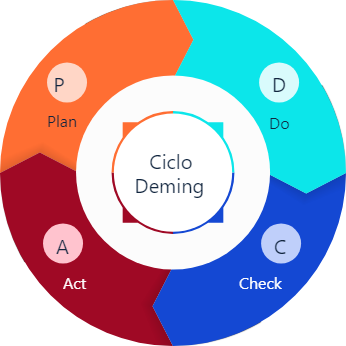 P
Plan
D
Do
Ciclo
Deming
A
Act
C
Check